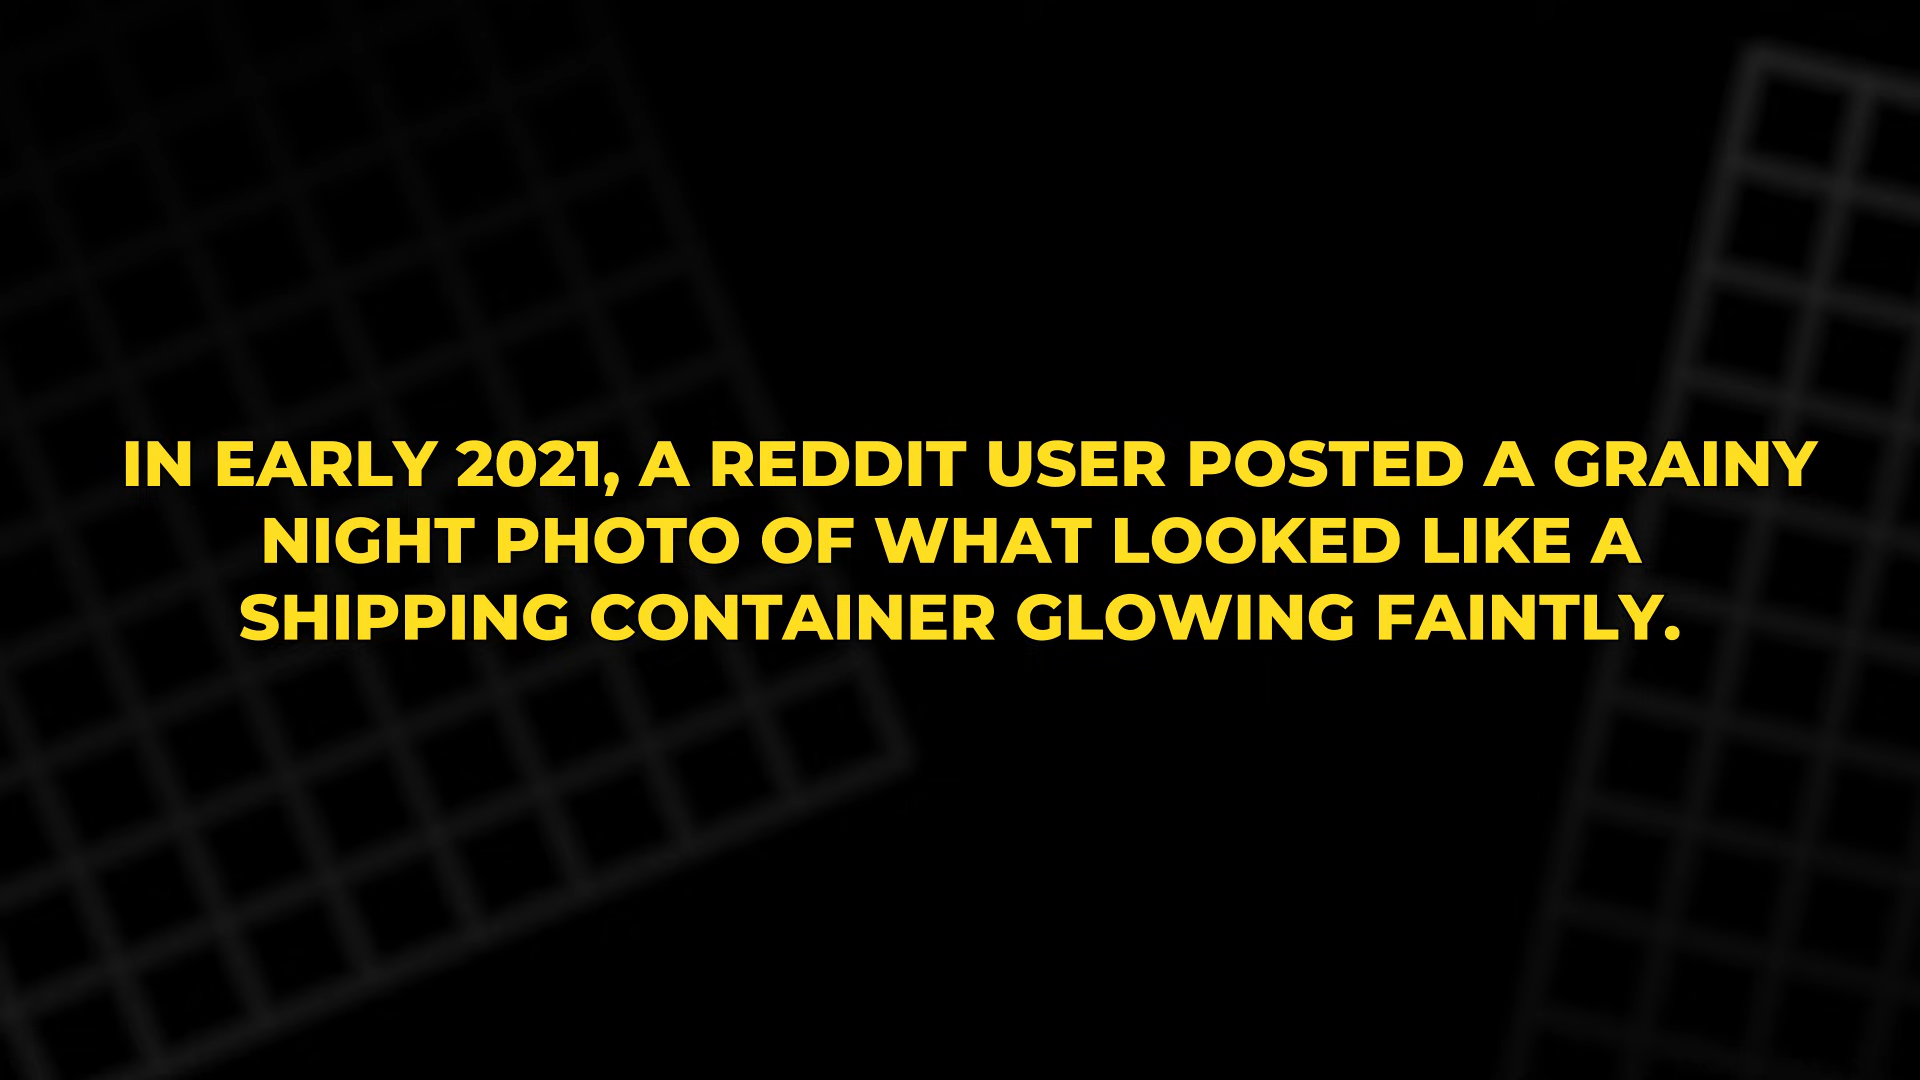 IN EARLY 2021, A REDDIT USER POSTED A GRAINY
NIGHT PHOTO OF WHAT LOOKED LIKE A
SHIPPING CONTAINER GLOWING FAINTLY.